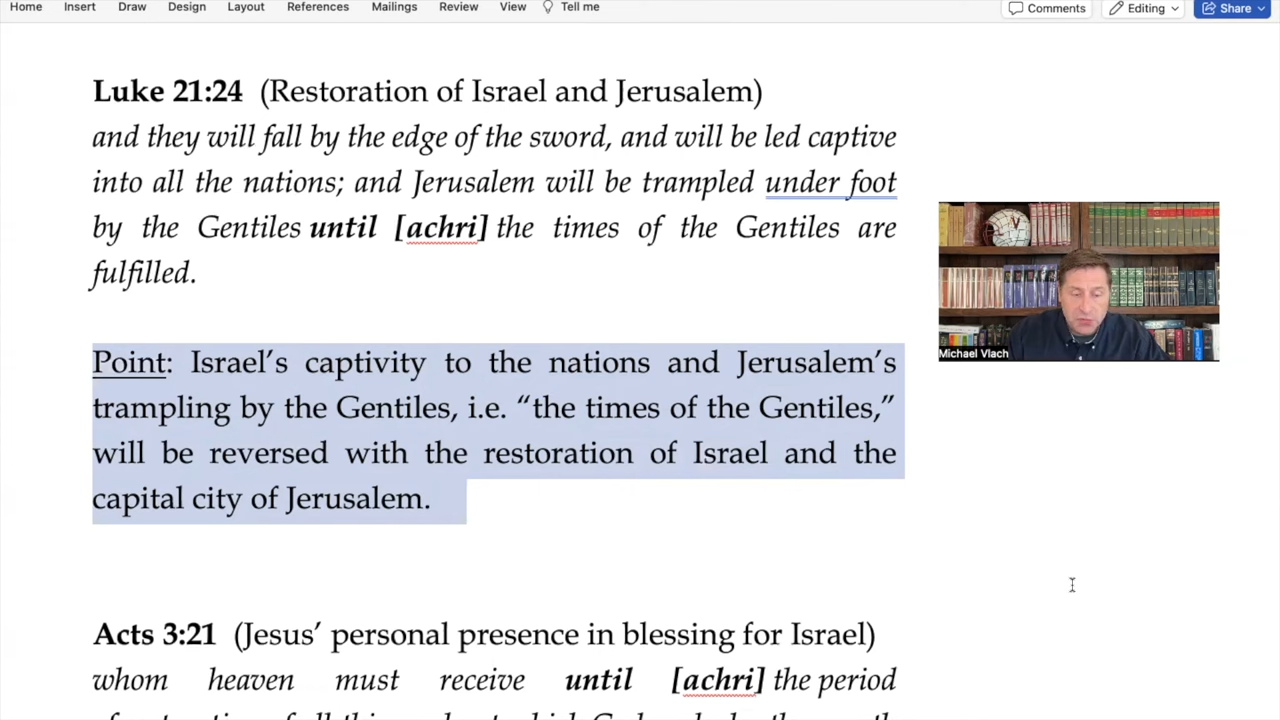 Home Insert Draw Design Layout References Mailings Review View Tell me Comments Editing Share
Luke 21:24 (Restoration of Israel and Jerusalem)
and they will fall by the edge of the sword, and will be led captive
into all the nations; and Jerusalem will be trampled under foot
by the Gentiles until [achri] the times of the Gentiles are
fulfilled.
Point: Israel’s captivity to the nations and Jerusalem’s
trampling by the Gentiles, i.e. “the times of the Gentiles,”
will be reversed with the restoration of Israel and the
capital city of Jerusalem.
Michael Vlach
Acts 3:21 (Jesus’ personal presence in blessing for Israel)
whom heaven must receive until [achri] the period